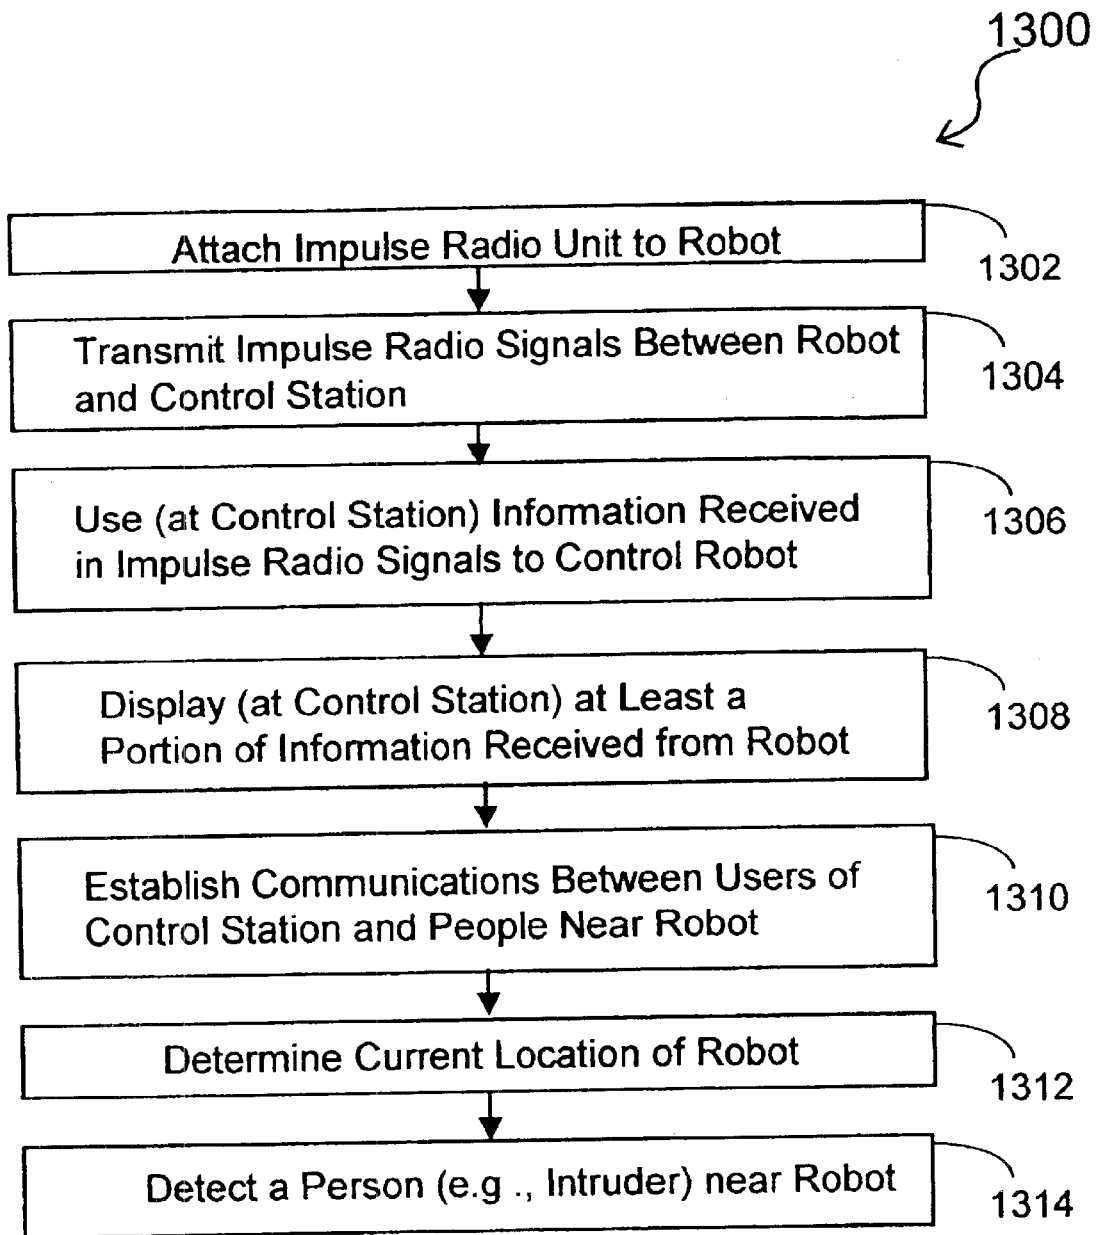 1300
Attach Impulse Radio Unit to Robot
1302
Transmit Impulse Radio Signals Between Robot
and Control Station
1304
Use (at Control Station) Information Received
in Impulse Radio Signals to Control Robot
1306
Display (at Control Station) at Least a
Portion of Information Received from Robot
1308
Establish Communications Between Users of
Control Station and People Near Robot
1310
Determine Current Location of Robot
1312
Detect a Person (e.g ., Intruder) near Robot
1314